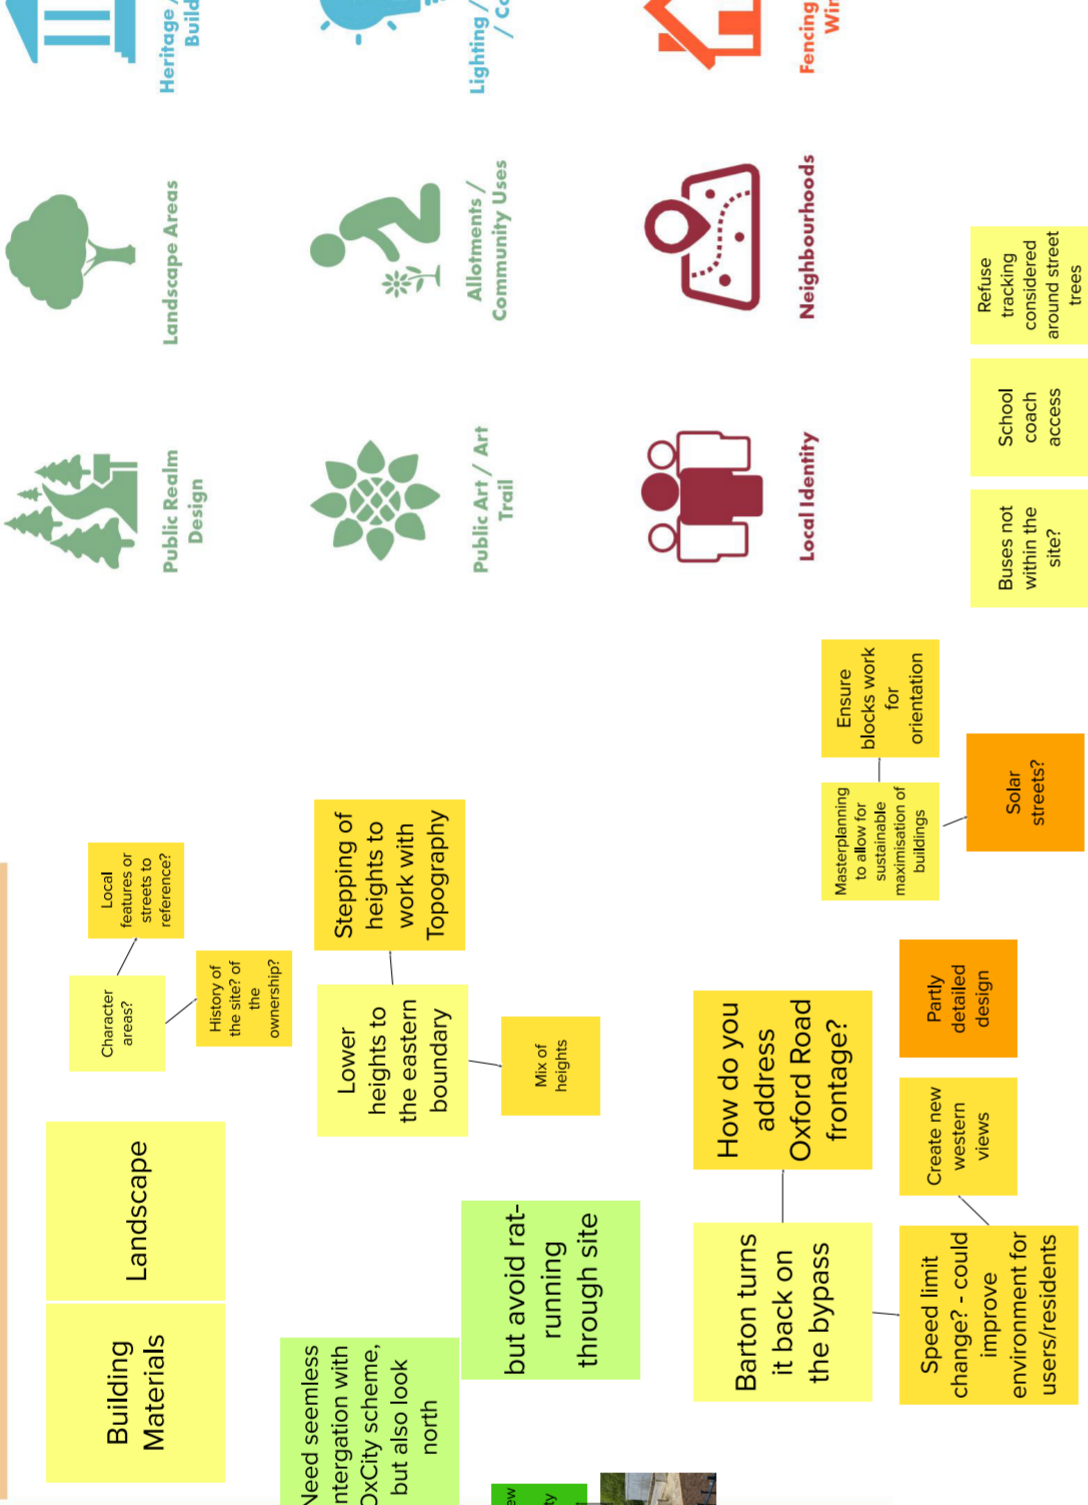 Building
Materials
Landscape
Character
areas?
Local
features or
streets to
reference?
History of
the site? of
the
ownership?
Public Realm
Design
Landscape Areas
Heritage /
Build
Need seemless
ntergation with
OxCity scheme,
but also look
north
but avoid rat-
running
through site
Lower
heights to
the eastern
boundary
Stepping of
heights to
work with
Topography
Mix of
heights
Public Art / Art
Trail
Allotments /
Community Uses
Lighting /
/ Co
ew
ty
Barton turns
it back on
the bypass
How do you
address
Oxford Road
frontage?
Speed limit
change? - could
improve
environment for
users/residents
Create new
western
views
Partly
detailed
design
Masterplanning
to allow for
sustainable
maximisation of
buildings
Ensure
blocks work
for
orientation
Solar
streets?
Local Identity
Neighbourhoods
Fencing
Win
Buses not
within the
site?
School
coach
access
Refuse
tracking
considered
around street
trees